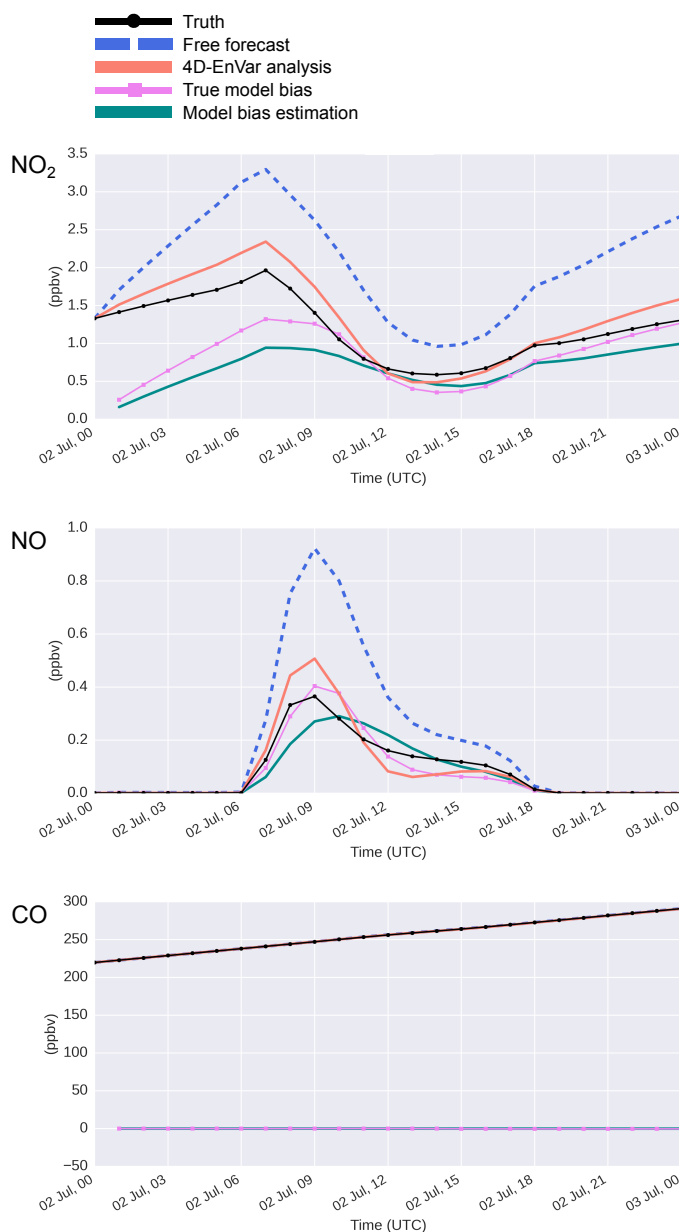 Truth
Free forecast
4D-EnVar analysis
True model bias
Model bias estimation
NO₂
3.5
3.0
2.5
2.0
1.5
1.0
0.5
0.0
(ppbv)
02 Jul, 00
02 Jul, 03
02 Jul, 06
02 Jul, 09
02 Jul, 12
02 Jul, 15
02 Jul, 18
02 Jul, 21
03 Jul, 00
Time (UTC)
NO
1.0
0.8
0.6
0.4
0.2
0.0
(ppbv)
02 Jul, 00
02 Jul, 03
02 Jul, 06
02 Jul, 09
02 Jul, 12
02 Jul, 15
02 Jul, 18
02 Jul, 21
03 Jul, 00
Time (UTC)
CO
300
250
200
150
100
50
0
−50
(ppbv)
02 Jul, 00
02 Jul, 03
02 Jul, 06
02 Jul, 09
02 Jul, 12
02 Jul, 15
02 Jul, 18
02 Jul, 21
03 Jul, 00
Time (UTC)